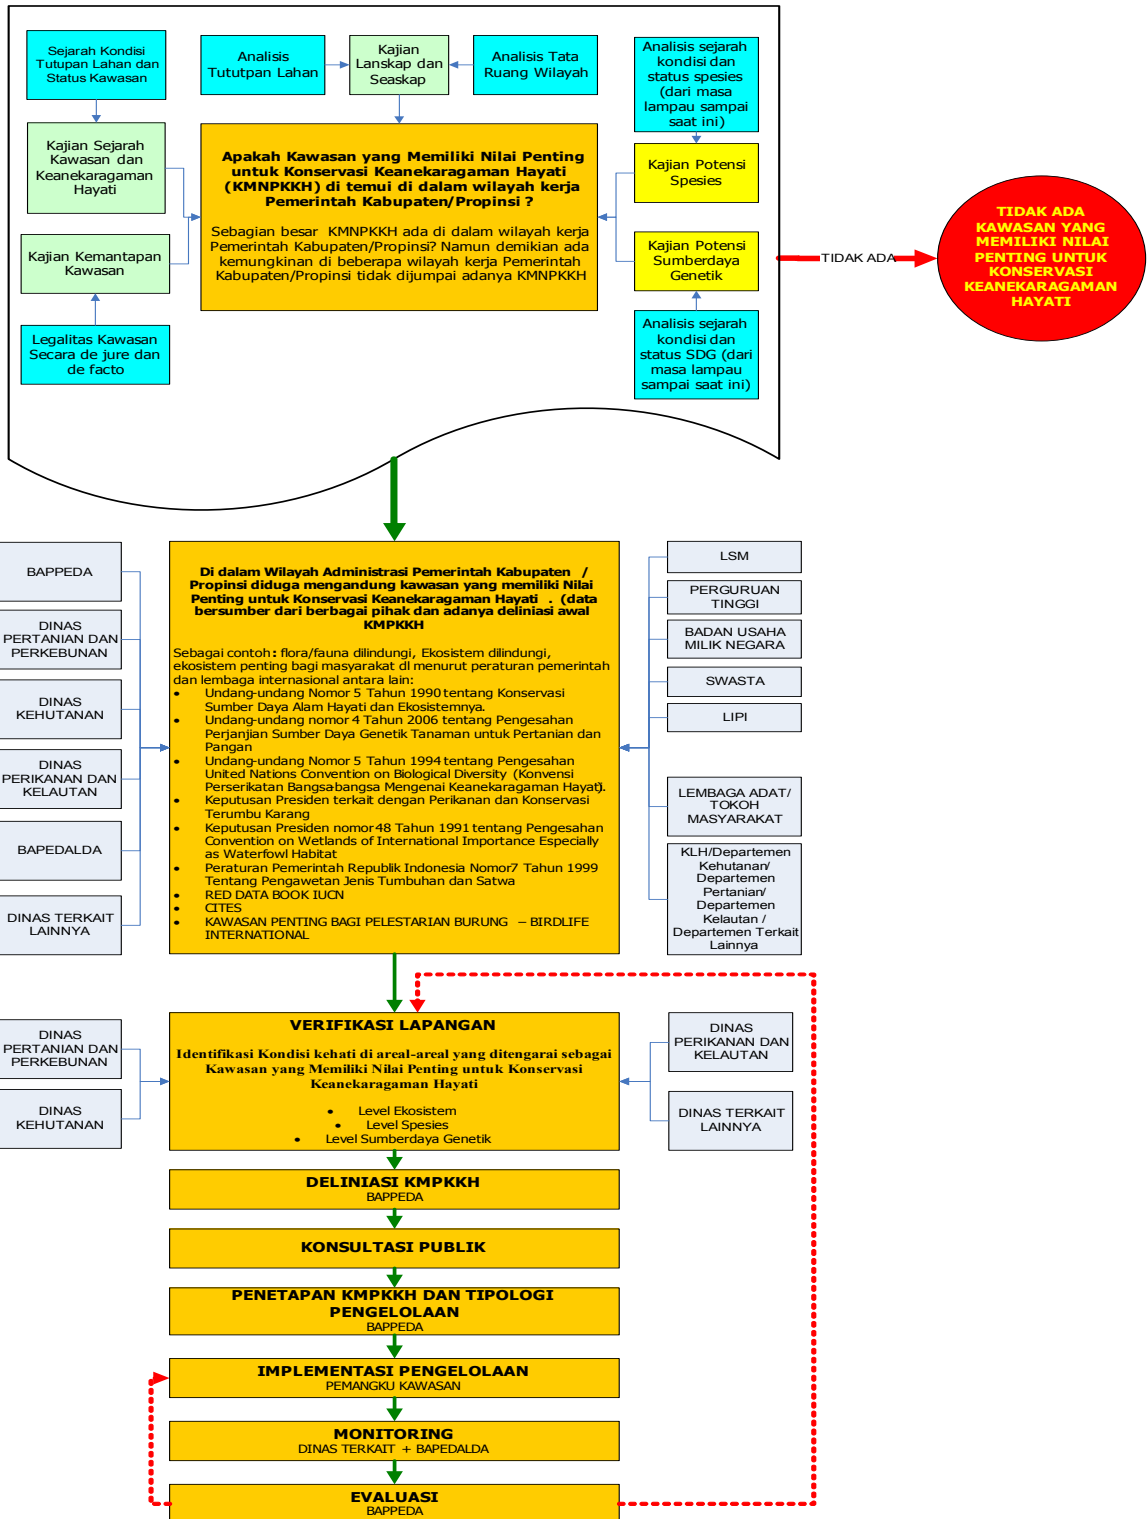 Sejarah Kondisi
Tutupan Lahan dan
Status Kawasan
Analisis
Tututpan Lahan
Kajian
Lanskap dan
Seaskap
Analisis Tata
Ruang Wilayah
Analisis sejarah
kondisi dan
status spesies
(dari masa
lampau sampai
saat ini)
Kajian Sejarah
Kawasan dan
Keanekaragaman
Hayati
Kajian Kemantapan
Kawasan
Legalitas Kawasan
Secara de jure dan
de facto
Apakah Kawasan yang Memiliki Nilai Penting
untuk Konservasi Keanekaragaman Hayati
(KMNPKKH) di temui di dalam wilayah kerja
Pemerintah Kabupaten/Propinsi ?
Sebagian besar KMNPKKH ada di dalam wilayah kerja
Pemerintah Kabupaten/Propinsi? Namun demikian ada
kemungkinan di beberapa wilayah kerja Pemerintah
Kabupaten/Propinsi tidak dijumpai adanya KMNPKKH
Kajian Potensi
Spesies
Kajian Potensi
Sumberdaya
Genetik
Analisis sejarah
kondisi dan
status SDG (dari
masa lampau
sampai saat ini)
TIDAK ADA
TIDAK ADA
KAWASAN YANG
MEMILIKI NILAI
PENTING UNTUK
KONSERVASI
KEANEKARAGAMAN
HAYATI
BAPPEDA
DINAS
PERTANIAN DAN
PERKEBUNAN
DINAS
KEHUTANAN
DINAS
PERIKANAN DAN
KELAUTAN
BAPEDALDA
DINAS TERKAIT
LAINNYA
Di dalam Wilayah Administrasi Pemerintah Kabupaten /
Propinsi diduga mengandung kawasan yang memiliki Nilai
Penting untuk Konservasi Keanekaragaman Hayati . (data
bersumber dari berbagai pihak dan adanya deliniasi awal
KMPKKH
Sebagai contoh : flora/fauna dilindungi, Ekosistem dilindungi,
ekosistem penting bagi masyarakat dl menurut peraturan pemerintah
dan lembaga internasional antara lain:
• Undang-undang Nomor 5 Tahun 1990 tentang Konservasi
Sumber Daya Alam Hayati dan Ekosistemnya.
• Undang-undang nomor 4 Tahun 2006 tentang Pengesahan
Perjanjian Sumber Daya Genetik Tanaman untuk Pertanian dan
Pangan
• Undang-undang Nomor 5 Tahun 1994 tentang Pengesahan
United Nations Convention on Biological Diversity (Konvensi
Perserikatan Bangsa-bangsa Mengenai Keanekaragaman Hayati).
• Keputusan Presiden terkait dengan Perikanan dan Konservasi
Terumbu Karang
• Keputusan Presiden nomor 48 Tahun 1991 tentang Pengesahan
Convention on Wetlands of International Importance Especially
as Waterfowl Habitat
• Peraturan Pemerintah Republik Indonesia Nomor7 Tahun 1999
Tentang Pengawetan Jenis Tumbuhan dan Satwa
• RED DATA BOOK IUCN
• CITES
• KAWASAN PENTING BAGI PELESTARIAN BURUNG – BIRDLIFE
INTERNATIONAL
LSM
PERGURUAN
TINGGI
BADAN USAHA
MILIK NEGARA
SWASTA
LIPI
LEMBAGA ADAT/
TOKOH
MASYARAKAT
KLH/Departemen
Kehutanan/
Departemen
Pertanian/
Departemen
Kelautan /
Departemen Terkait
Lainnya
DINAS
PERTANIAN DAN
PERKEBUNAN
DINAS
KEHUTANAN
VERIFIKASI LAPANGAN
Identifikasi Kondisi kehati di areal-areal yang ditengarai sebagai
Kawasan yang Memiliki Nilai Penting untuk Konservasi
Keanekaragaman Hayati
• Level Ekosistem
• Level Spesies
• Level Sumberdaya Genetik
DINAS
PERIKANAN DAN
KELAUTAN
DINAS TERKAIT
LAINNYA
DELINIASI KMPKKH
BAPPEDA
KONSULTASI PUBLIK
PENETAPAN KMPKKH DAN TIPOLOGI
PENGELOLAAN
BAPPEDA
IMPLEMENTASI PENGELOLAAN
PEMANGKU KAWASAN
MONITORING
DINAS TERKAIT + BAPEDALDA
EVALUASI
BAPPEDA